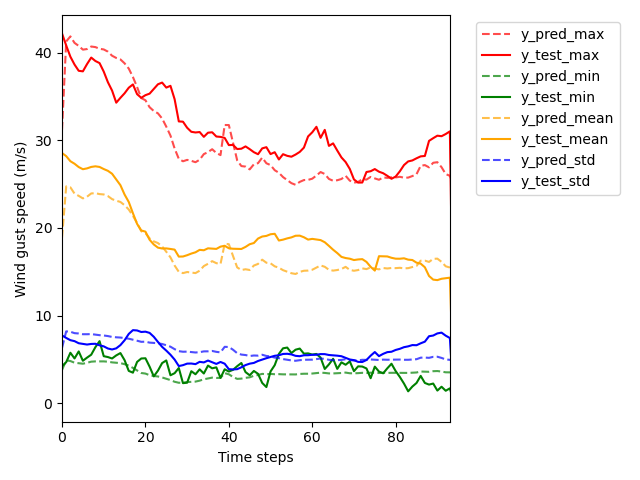 40
30
20
10
0
0
20
40
60
80
Wind gust speed (m/s)
Time steps
y_pred_max
y_test_max
y_pred_min
y_test_min
y_pred_mean
y_test_mean
y_pred_std
y_test_std